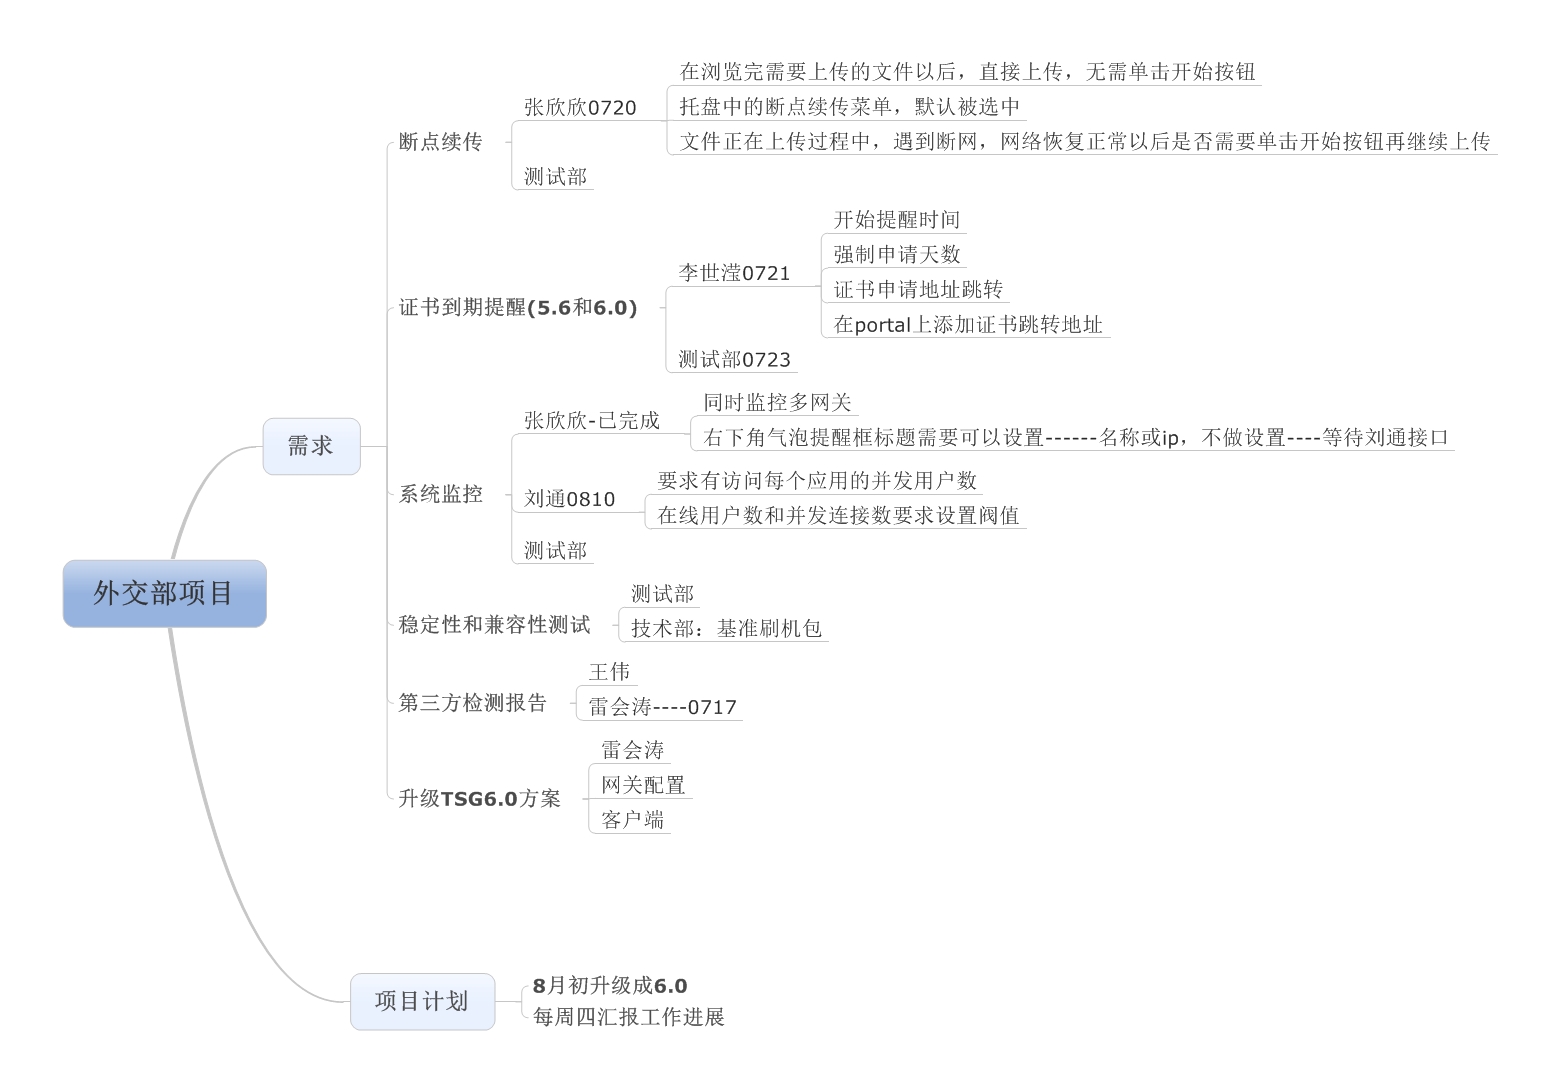 外交部项目
需求
断点续传
张欣欣0720
在浏览完需要上传的文件以后，直接上传，无需单击开始按钮
托盘中的断点续传菜单，默认被选中
文件正在上传过程中，遇到断网，网络恢复正常以后是否需要单击开始按钮再继续上传
测试部
证书到期提醒(5.6和6.0)
李世滢0721
开始提醒时间
强制申请天数
证书申请地址跳转
在portal上添加证书跳转地址
测试部0723
系统监控
张欣欣-已完成
同时监控多网关
右下角气泡提醒框标题需要可以设置------名称或ip，不做设置----等待刘通接口
刘通0810
要求有访问每个应用的并发用户数
在线用户数和并发连接数要求设置阀值
测试部
稳定性和兼容性测试
测试部
技术部：基准刷机包
第三方检测报告
王伟
雷会涛----0717
升级TSG6.0方案
雷会涛
网关配置
客户端
项目计划
8月初升级成6.0
每周四汇报工作进展